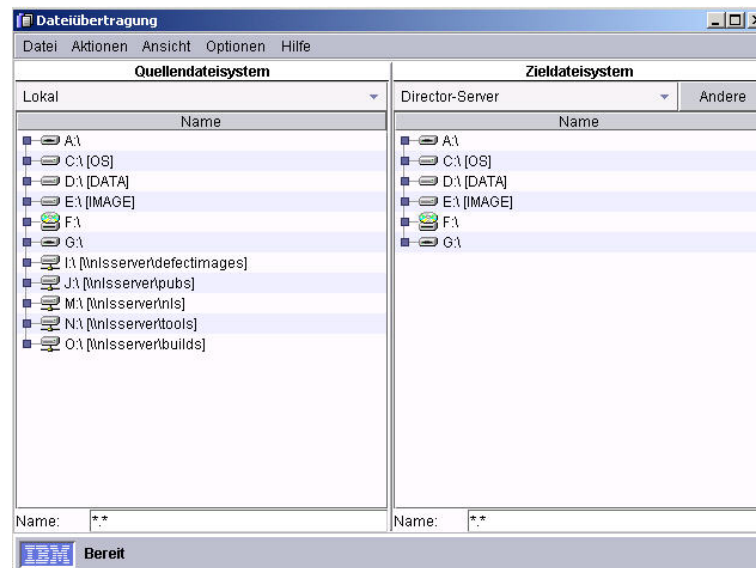 Dateiübertragung
Datei Aktionen Ansicht Optionen Hilfe
Quellendateisystem
Lokal
Name
A:\
C:\ [OS]
D:\ [DATA]
E:\ [IMAGE]
F:\
G:\
I:\ [\\nlsserver\defectimages]
J:\ [\\nlsserver\pubs]
M:\ [\\nlsserver\nls]
N:\ [\\nlsserver\tools]
O:\ [\\nlsserver\builds]
Name: *.*
Zieldateisystem
Director-Server Andere
Name
A:\
C:\ [OS]
D:\ [DATA]
E:\ [IMAGE]
F:\
G:\
Name: *.*
IBM Bereit